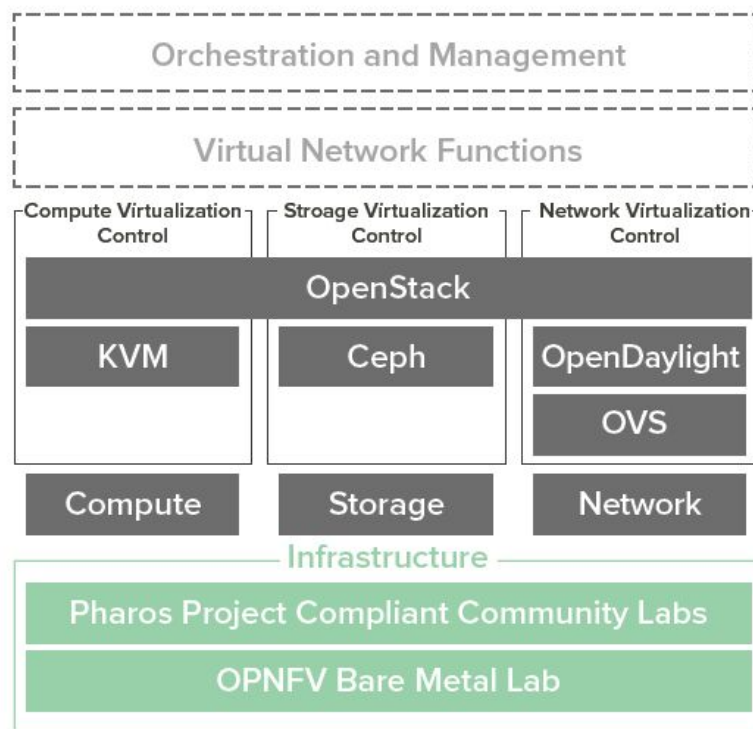 Orchestration and Management
Virtual Network Functions
Compute Virtualization
Control
Stroage Virtualization
Control
Network Virtualization
Control
OpenStack
KVM
Ceph
OpenDaylight
OVS
Compute
Storage
Network
Infrastructure
Pharos Project Compliant Community Labs
OPNFV Bare Metal Lab